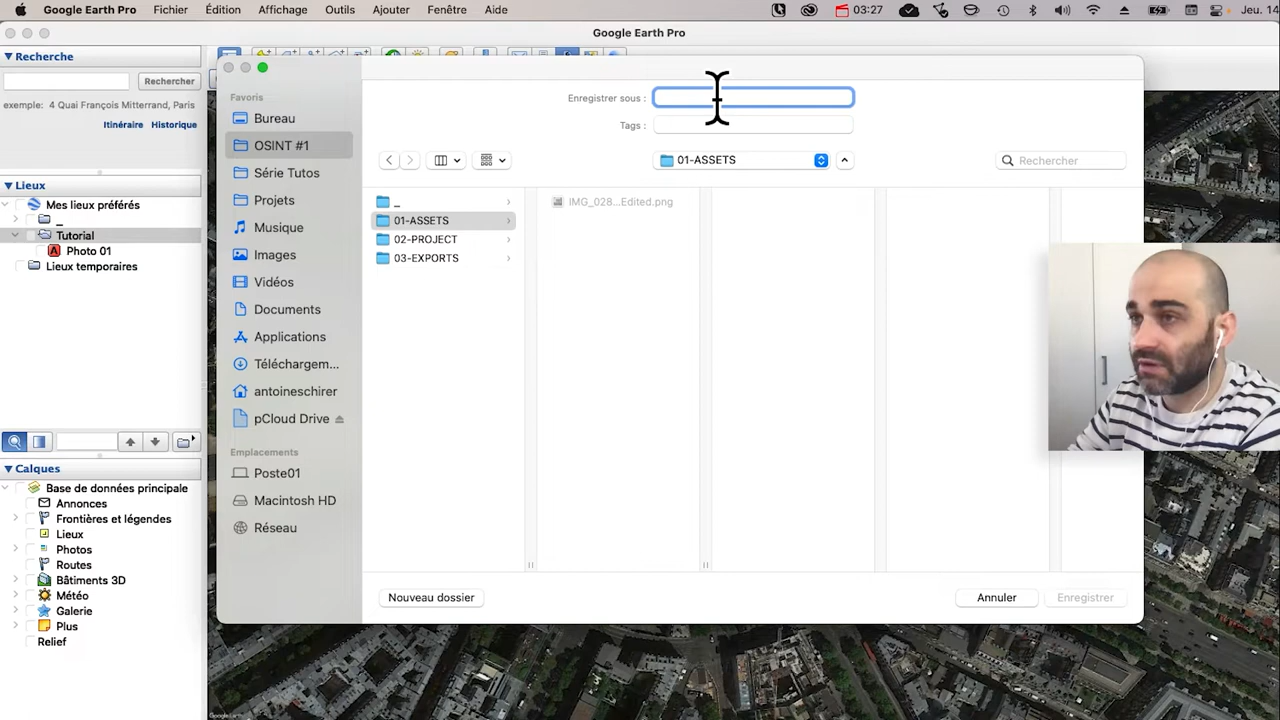 Google Earth Pro Fichier Édition Affichage Outils Ajouter Fenêtre Aide 03:27 Jeu. 14
Google Earth Pro
Recherche
Rechercher
exemple: 4 Quai François Mitterrand, Paris
Itinéraire Historique
Lieux
Mes lieux préférés
_
Tutorial
A Photo 01
Lieux temporaires
Calques
Base de données principale
Annonces
Frontières et légendes
Lieux
Photos
Routes
Bâtiments 3D
Météo
Galerie
Plus
Relief
Favoris
Bureau
OSINT #1
Série Tutos
Projets
Musique
Images
Vidéos
Documents
Applications
Téléchargem...
antoineschirer
pCloud Drive
Emplacements
Poste01
Macintosh HD
Réseau
Enregistrer sous :
Tags :
01-ASSETS
Rechercher
_
01-ASSETS
02-PROJECT
03-EXPORTS
IMG_028...Edited.png
Nouveau dossier
Annuler
Enregistrer
Google Earth